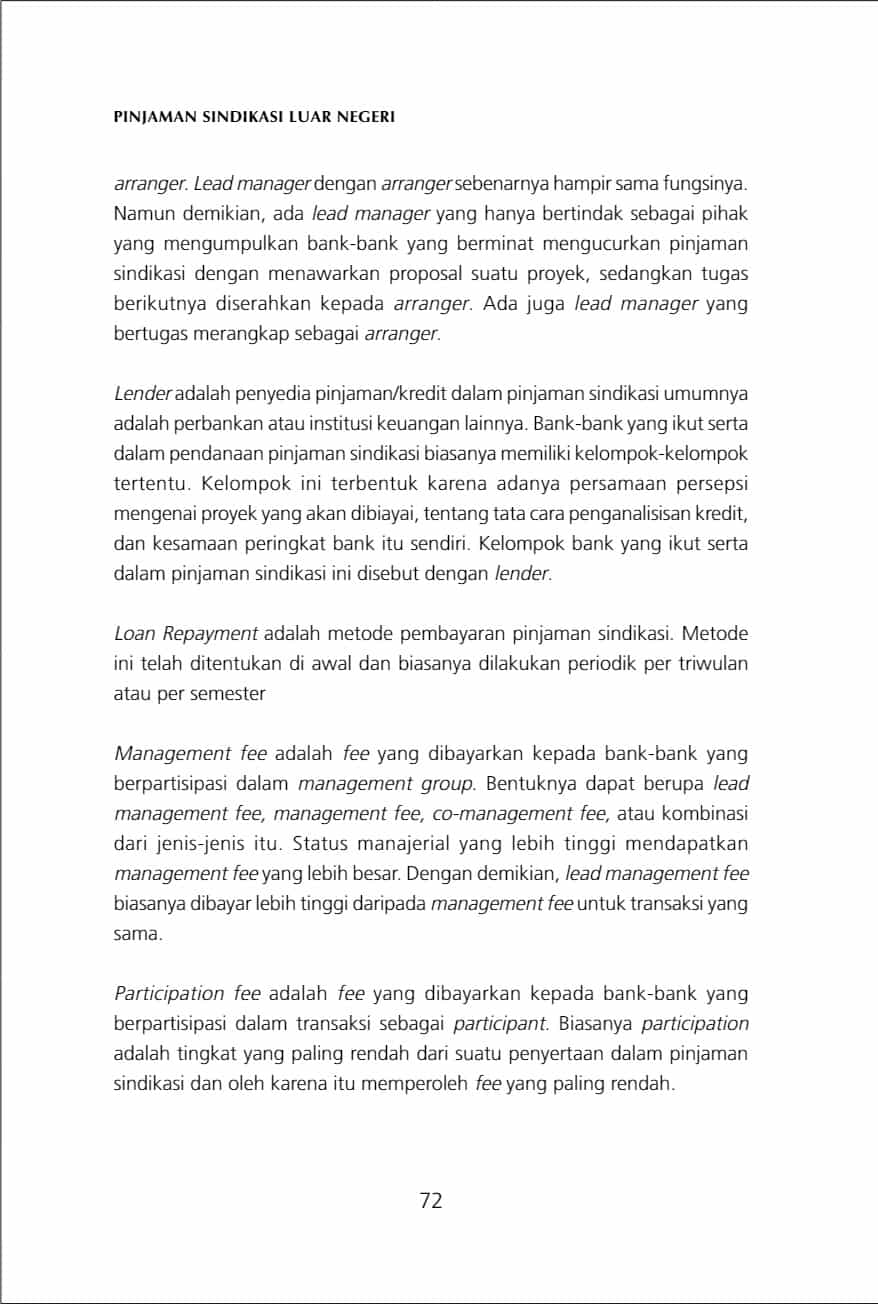 PINJAMAN SINDIKASI LUAR NEGERI
arranger. Lead manager dengan arranger sebenarnya hampir sama fungsinya.
Namun demikian, ada lead manager yang hanya bertindak sebagai pihak
yang mengumpulkan bank-bank yang berminat mengucurkan pinjaman
sindikasi dengan menawarkan proposal suatu proyek, sedangkan tugas
berikutnya diserahkan kepada arranger. Ada juga lead manager yang
bertugas merangkap sebagai arranger.
Lender adalah penyedia pinjaman/kredit dalam pinjaman sindikasi umumnya
adalah perbankan atau institusi keuangan lainnya. Bank-bank yang ikut serta
dalam pendanaan pinjaman sindikasi biasanya memiliki kelompok-kelompok
tertentu. Kelompok ini terbentuk karena adanya persamaan persepsi
mengenai proyek yang akan dibiayai, tentang tata cara penganalisisan kredit,
dan kesamaan peringkat bank itu sendiri. Kelompok bank yang ikut serta
dalam pinjaman sindikasi ini disebut dengan lender.
Loan Repayment adalah metode pembayaran pinjaman sindikasi. Metode
ini telah ditentukan di awal dan biasanya dilakukan periodik per triwulan
atau per semester
Management fee adalah fee yang dibayarkan kepada bank-bank yang
berpartisipasi dalam management group. Bentuknya dapat berupa lead
management fee, management fee, co-management fee, atau kombinasi
dari jenis-jenis itu. Status manajerial yang lebih tinggi mendapatkan
management fee yang lebih besar. Dengan demikian, lead management fee
biasanya dibayar lebih tinggi daripada management fee untuk transaksi yang
sama.
Participation fee adalah fee yang dibayarkan kepada bank-bank yang
berpartisipasi dalam transaksi sebagai participant. Biasanya participation
adalah tingkat yang paling rendah dari suatu penyertaan dalam pinjaman
sindikasi dan oleh karena itu memperoleh fee yang paling rendah.
72